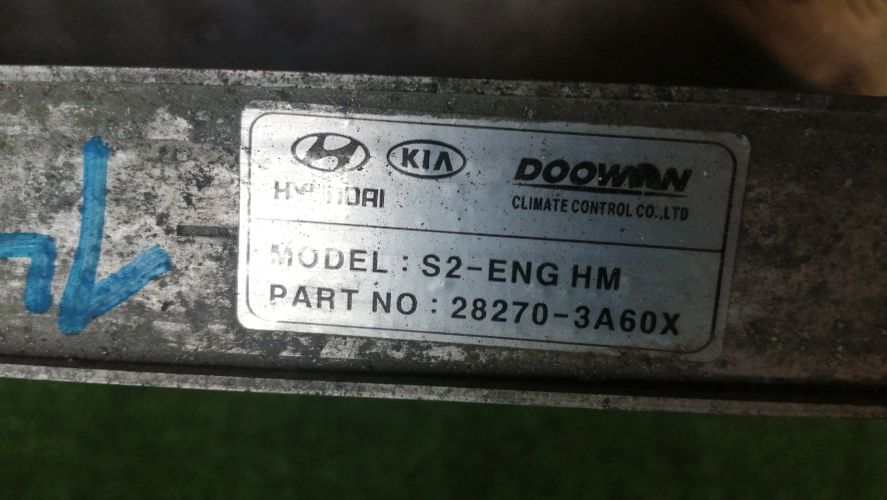 HYUNDAI
KIA
DOOWON
CLIMATE CONTROL CO.,LTD
MODEL : S2-ENG HM
PART NO : 28270-3A60X